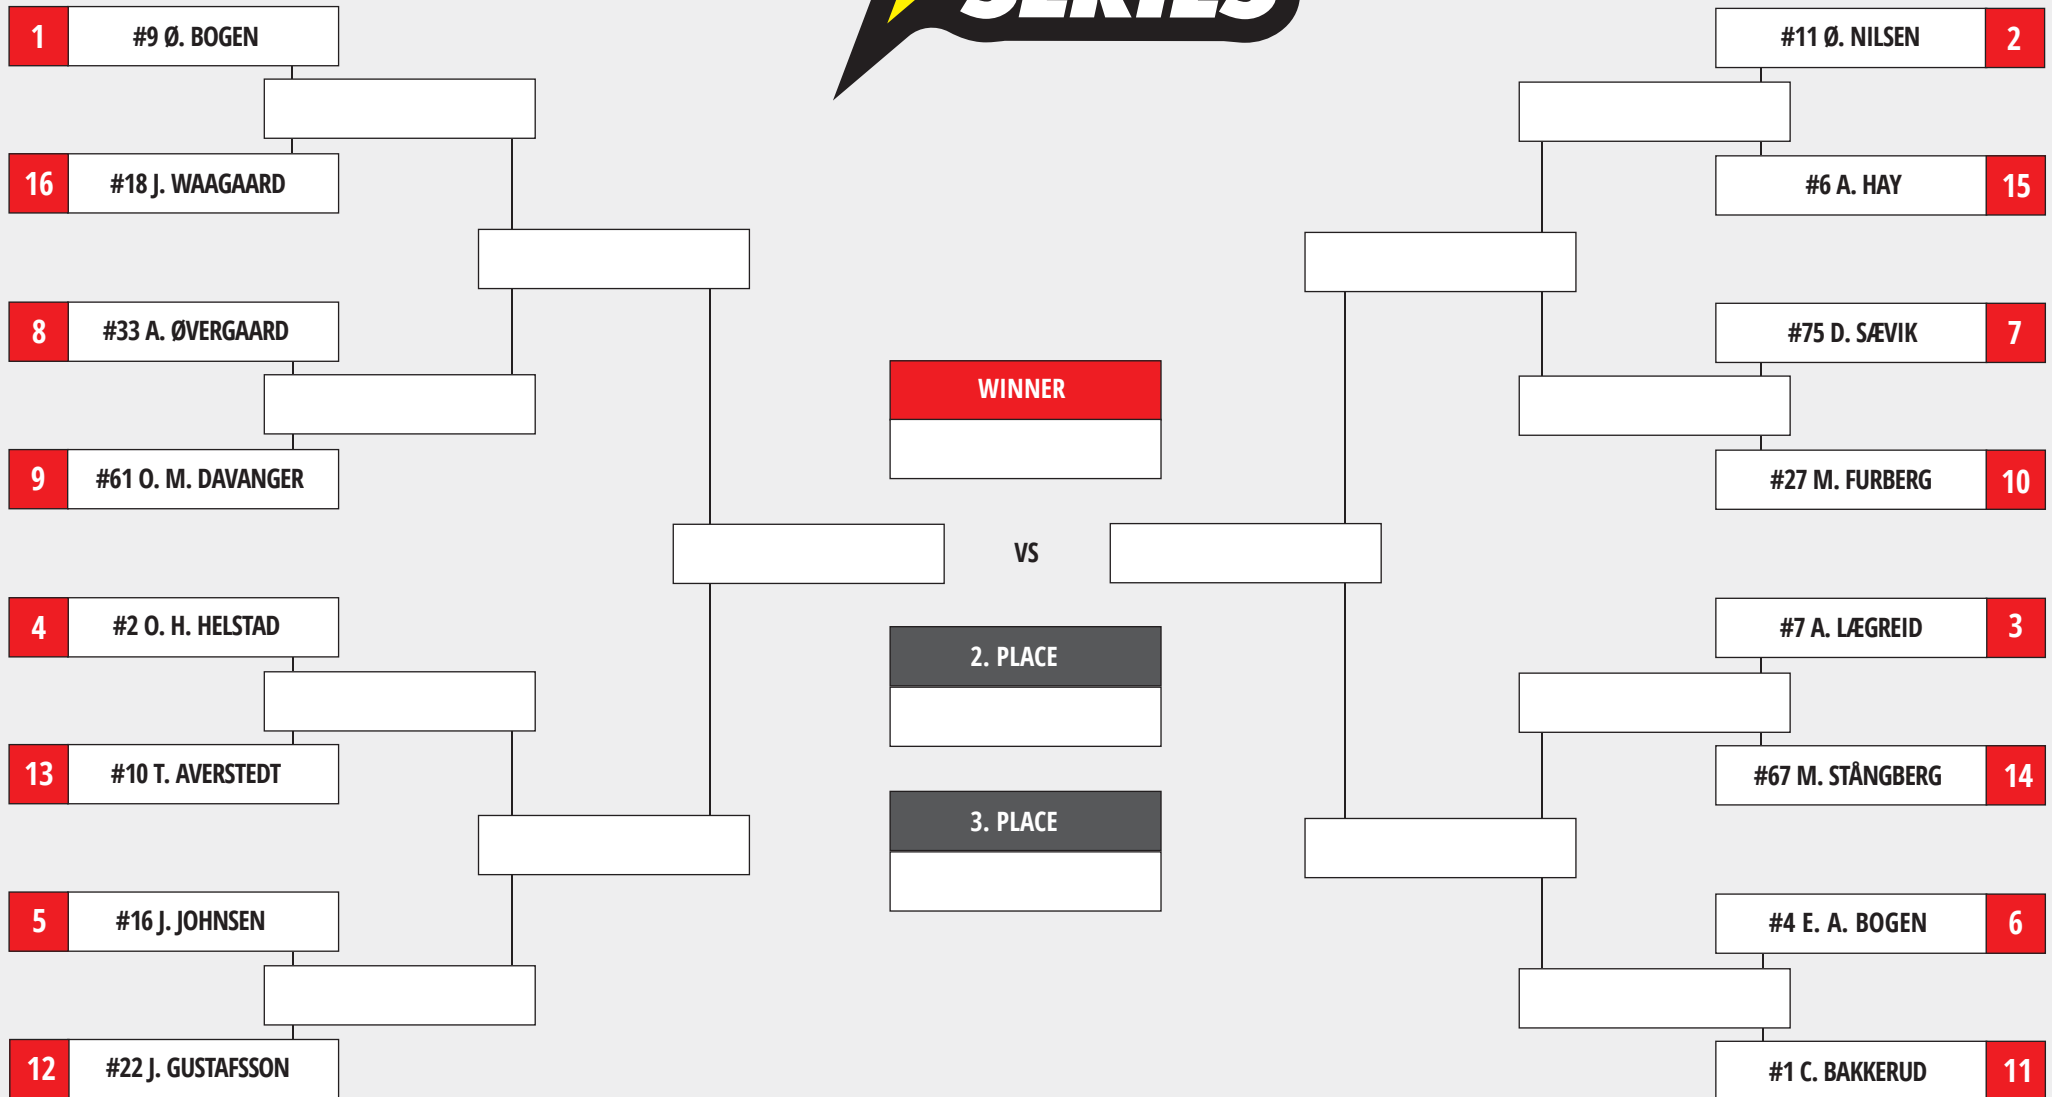 SERIES
1 #9 Ø. BOGEN
16 #18 J. WAAGAARD
8 #33 A. ØVERGAARD
9 #61 O. M. DAVANGER
4 #2 O. H. HELSTAD
13 #10 T. AVERSTEDT
5 #16 J. JOHNSEN
12 #22 J. GUSTAFSSON
WINNER
VS
2. PLACE
3. PLACE
#11 Ø. NILSEN 2
#6 A. HAY 15
#75 D. SÆVIK 7
#27 M. FURBERG 10
#7 A. LÆGREID 3
#67 M. STÅNGBERG 14
#4 E. A. BOGEN 6
#1 C. BAKKERUD 11